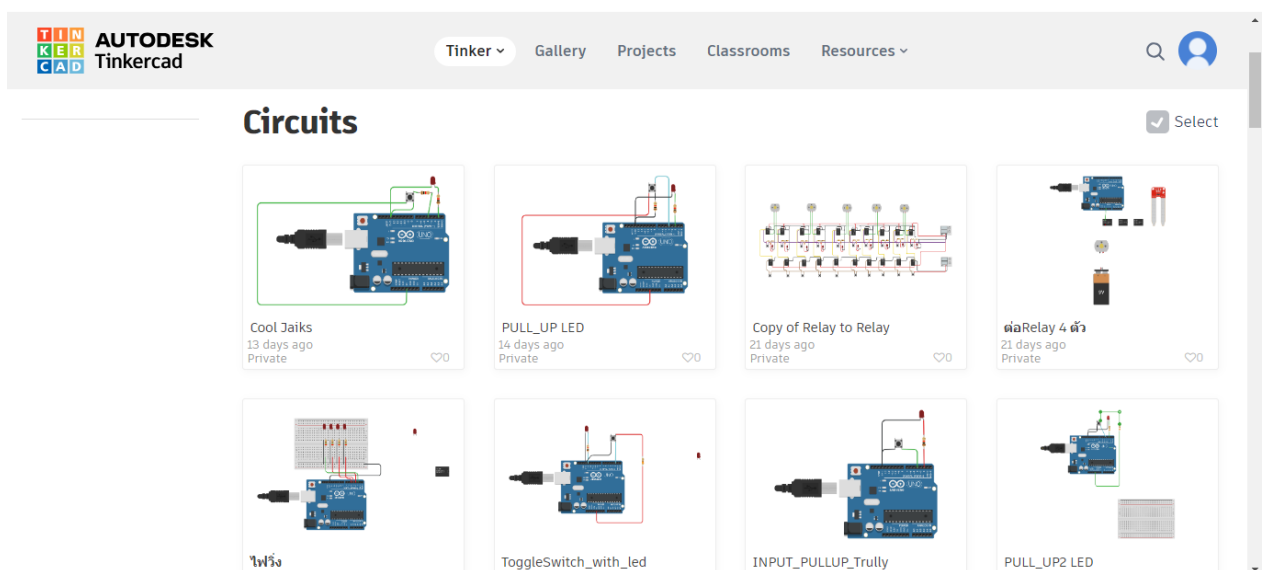 TIN
KER
CAD
AUTODESK
Tinkercad
Tinker
Gallery
Projects
Classrooms
Resources
Circuits
Select
Cool Jaiks
13 days ago
Private
0
PULL_UP LED
14 days ago
Private
0
Copy of Relay to Relay
21 days ago
Private
0
ต่อRelay 4 ตัว
21 days ago
Private
0
ไฟวิ่ง
ToggleSwitch_with_led
INPUT_PULLUP_Trully
PULL_UP2 LED